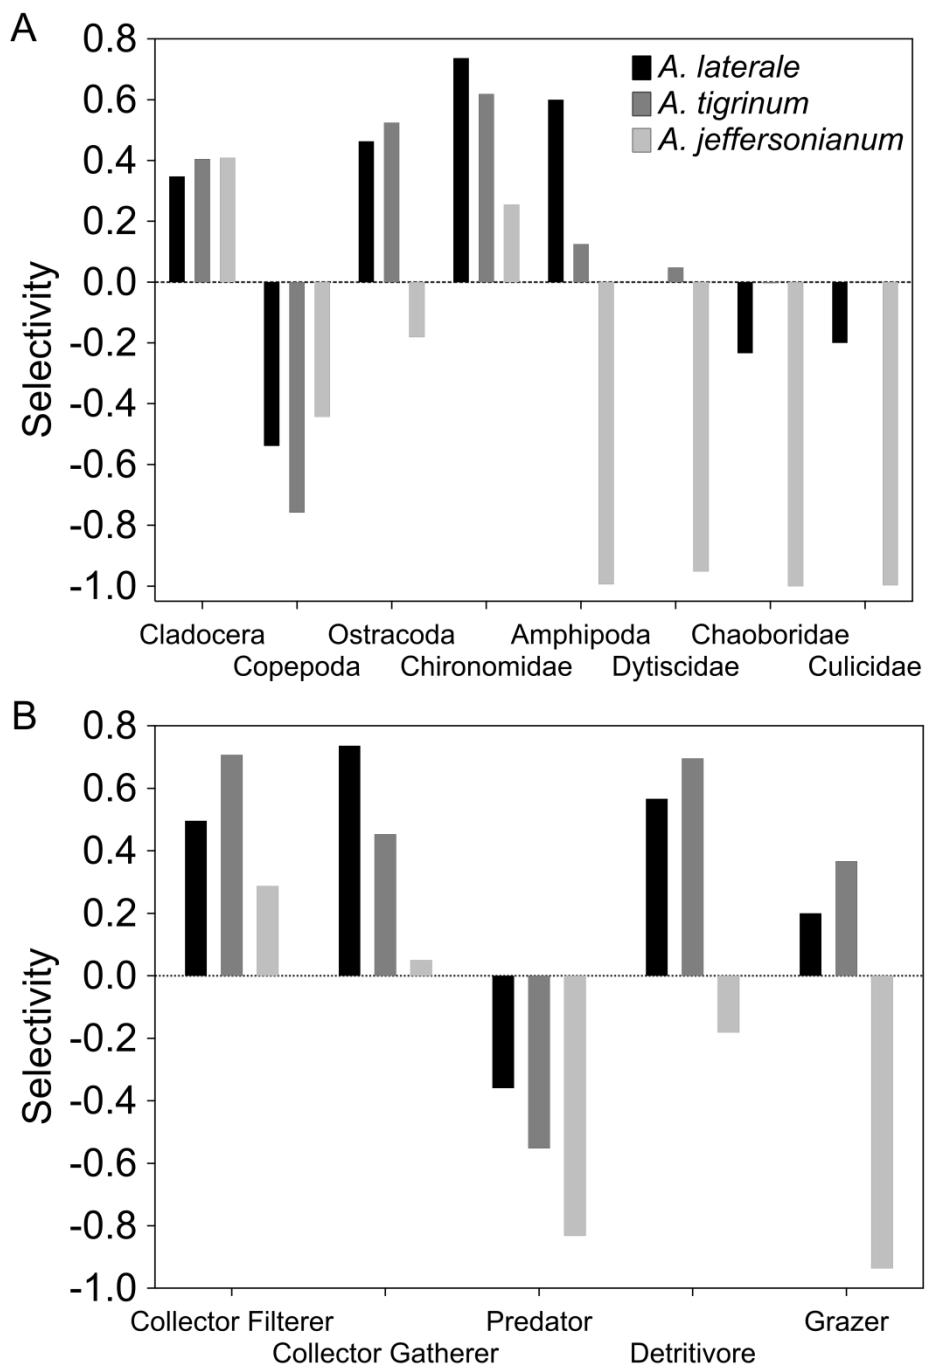 A
0.8
0.6
0.4
0.2
0.0
-0.2
-0.4
-0.6
-0.8
-1.0
Selectivity
A. laterale
A. tigrinum
A. jeffersonianum
Cladocera
Copepoda
Ostracoda
Chironomidae
Amphipoda
Dytiscidae
Chaoboridae
Culicidae
B
0.8
0.6
0.4
0.2
0.0
-0.2
-0.4
-0.6
-0.8
-1.0
Selectivity
Collector Filterer
Collector Gatherer
Predator
Detritivore
Grazer